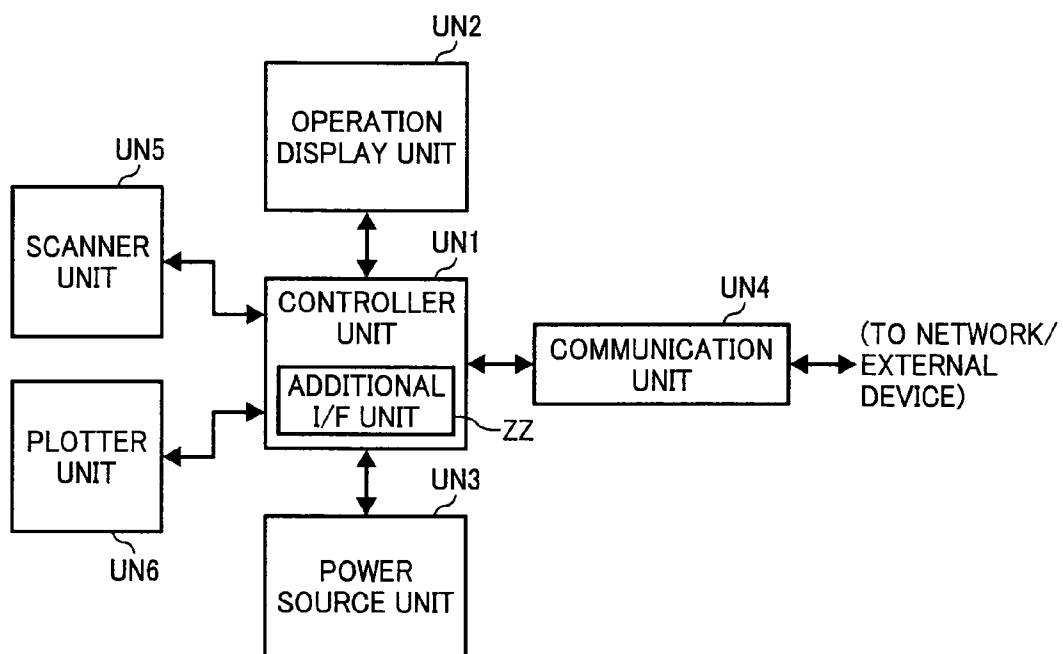 UN2
OPERATION
DISPLAY UNIT
UN5
SCANNER
UNIT
UN1
CONTROLLER
UNIT
ADDITIONAL
I/F UNIT
ZZ
UN4
COMMUNICATION
UNIT
(TO NETWORK/
EXTERNAL
DEVICE)
PLOTTER
UNIT
UN6
UN3
POWER
SOURCE UNIT